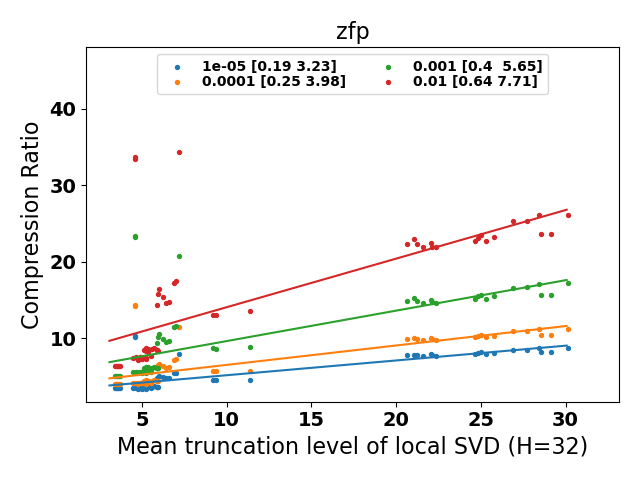 zfp
1e-05 [0.19 3.23]
0.0001 [0.25 3.98]
0.001 [0.4  5.65]
0.01 [0.64 7.71]
Compression Ratio
40
30
20
10
5 10 15 20 25 30
Mean truncation level of local SVD (H=32)